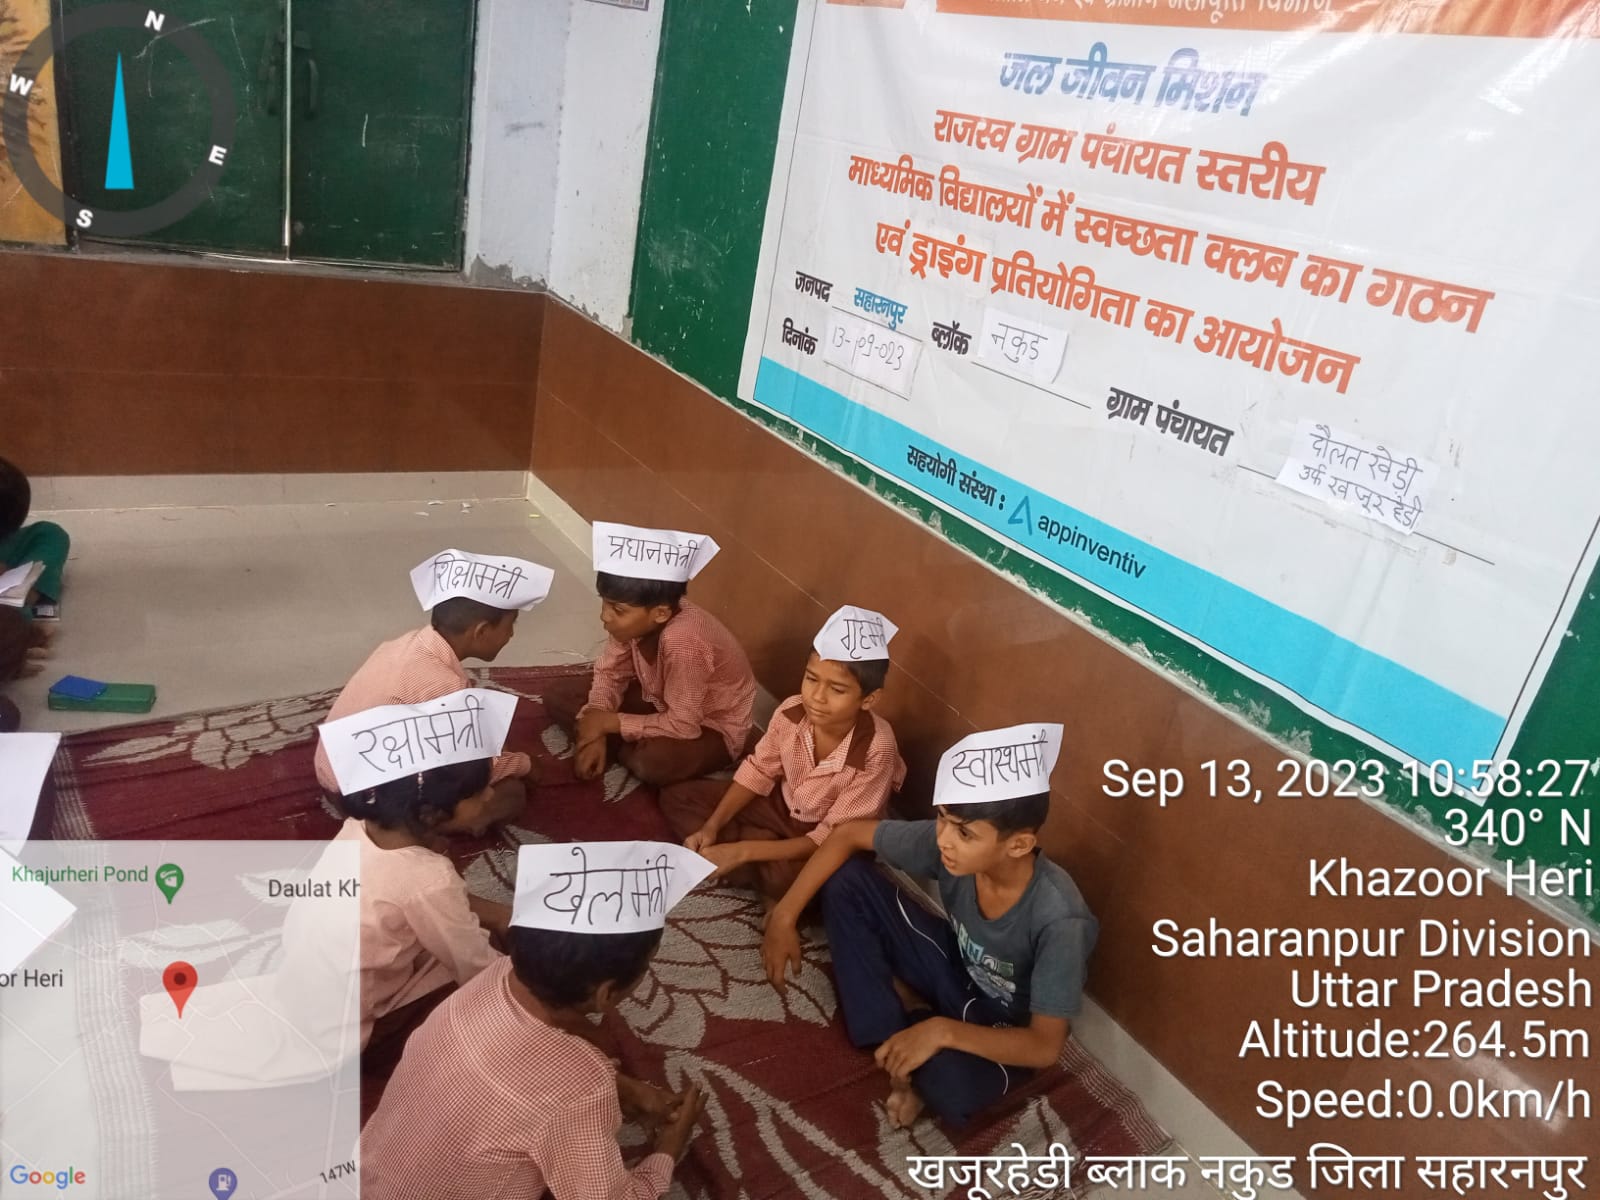 N
W
E
S
जल जीवन मिशन
राजस्व ग्राम पंचायत स्तरीय
माध्यमिक विद्यालयों में स्वच्छता क्लब का गठन
एवं ड्राइंग प्रतियोगिता का आयोजन
जनपद सहारनपुर ब्लॉक नकुड
दिनांक 13-09-023
ग्राम पंचायत दौलत खेडी
उर्फ खजूर हेडी
सहयोगी संस्था : appinventiv
प्रधानमंत्री
शिक्षामंत्री
गृहमंत्री
रक्षामंत्री
स्वास्थमं
खेलमंत्री
Sep 13, 2023 10:58:27
340° N
Khazoor Heri
Saharanpur Division
Uttar Pradesh
Altitude:264.5m
Speed:0.0km/h
खजूरहेडी ब्लाक नकुड जिला सहारनपुर
Khajurheri Pond
Daulat Kh
or Heri
147W
Google